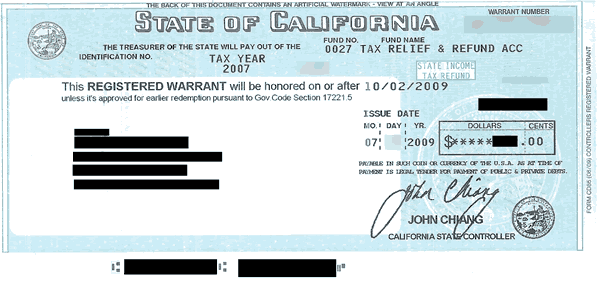 THE BACK OF THIS DOCUMENT CONTAINS AN ARTIFICIAL WATERMARK - VIEW AT AN ANGLE
STATE OF CALIFORNIA
WARRANT NUMBER
THE TREASURER OF THE STATE WILL PAY OUT OF THE
IDENTIFICATION NO.
FUND NO.
FUND NAME
0027 TAX RELIEF & REFUND ACC
TAX YEAR
2007
STATE INCOME
TAX REFUND
This REGISTERED WARRANT will be honored on or after 10/02/2009
unless it's approved for earlier redemption pursuant to Gov Code Section 17221.5
ISSUE DATE
MO. DAY YR.
DOLLARS CENTS
07 2009 $***** .00
PAYABLE IN SUCH COIN OR CURRENCY OF THE U.S.A. AS AT TIME OF
PAYMENT IS LEGAL TENDER FOR PAYMENT OF PUBLIC & PRIVATE DEBTS.
John Chiang
JOHN CHIANG
CALIFORNIA STATE CONTROLLER
FORM CD95 (06/09) CONTROLLERS REGISTERED WARRANT